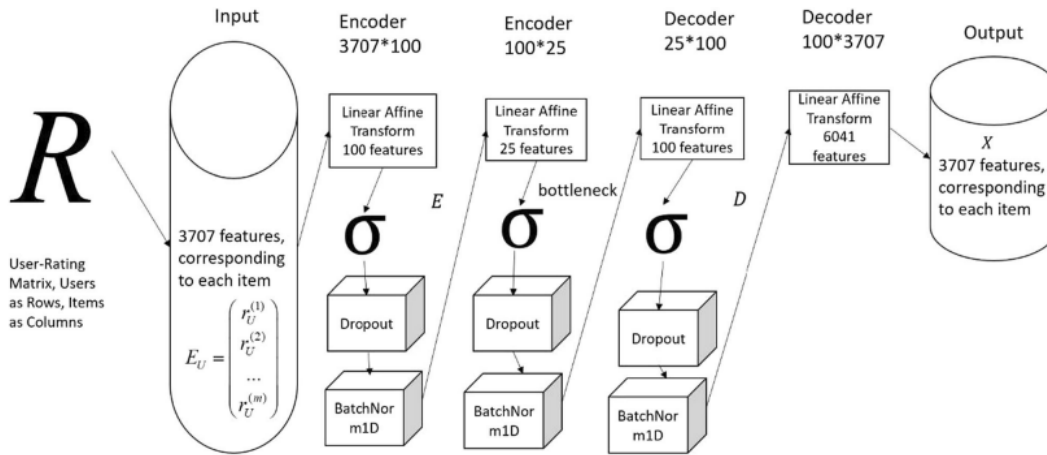 Input
Encoder
3707*100
Encoder
100*25
Decoder
25*100
Decoder
100*3707
Output
R
User-Rating
Matrix, Users
as Rows, Items
as Columns
3707 features,
corresponding
to each item
E_U = (r_U^(1)
r_U^(2)
...
r_U^(m))
Linear Affine
Transform
100 features
σ
E
Dropout
BatchNor
m1D
Linear Affine
Transform
25 features
bottleneck
σ
Dropout
BatchNor
m1D
Linear Affine
Transform
100 features
σ
D
Dropout
BatchNor
m1D
Linear Affine
Transform
6041
features
X
3707 features,
corresponding
to each item